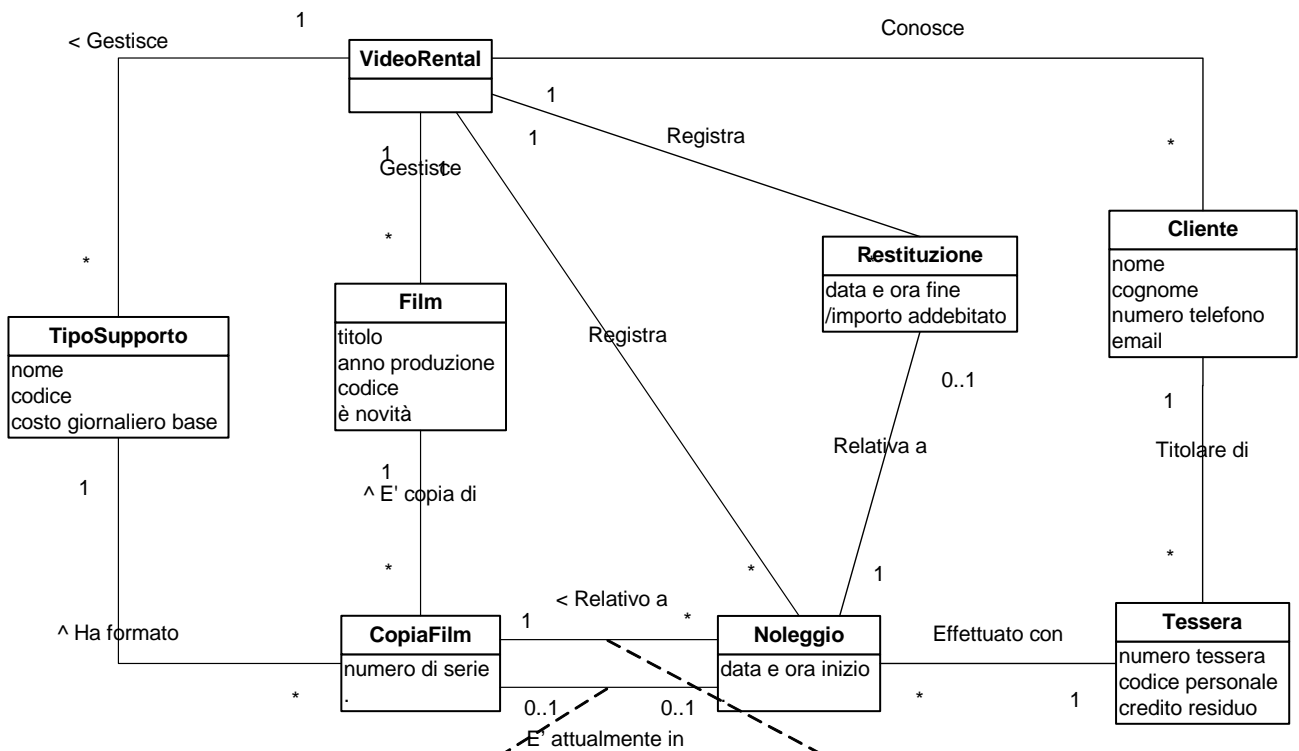 1
Conosce
< Gestisce
VideoRental
1
1
Registra
1
Gestisce
1
*
*
*
Cliente
nome
cognome
numero telefono
email
Restituzione
*
data e ora fine
/importo addebitato
Film
titolo
anno produzione
codice
è novità
TipoSupporto
nome
codice
costo giornaliero base
Registra
0..1
1
Relativa a
Titolare di
1
1
^ E' copia di
*
*
*
1
< Relativo a
^ Ha formato
CopiaFilm
numero di serie
.
1
*
Noleggio
data e ora inizio
Effettuato con
Tessera
numero tessera
codice personale
credito residuo
*
0..1
0..1
*
1
E' attualmente in